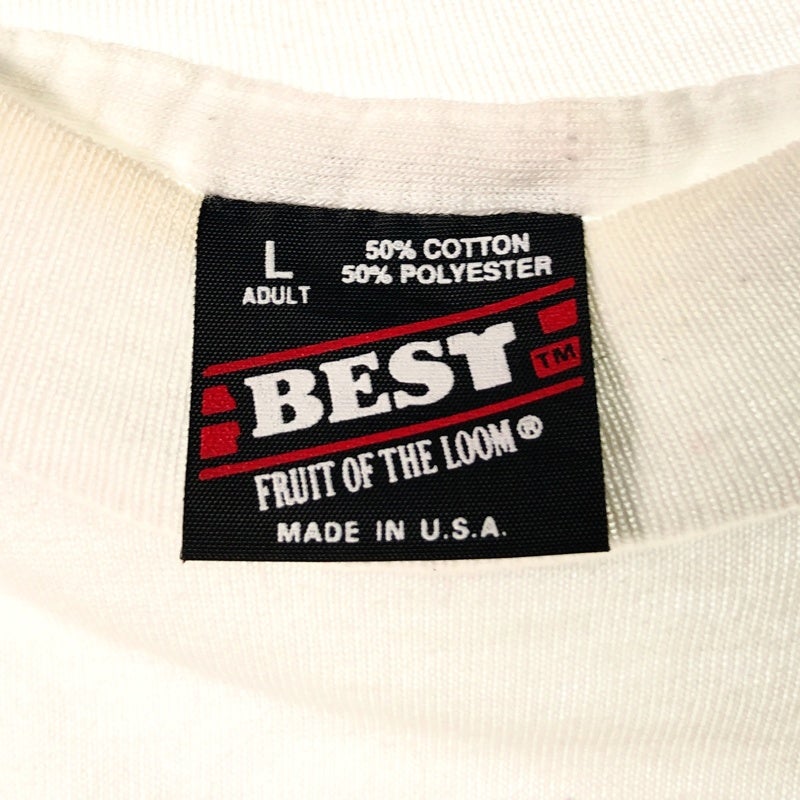 L
ADULT
50% COTTON
50% POLYESTER
BEST
TM
FRUIT OF THE LOOM®
MADE IN U.S.A.